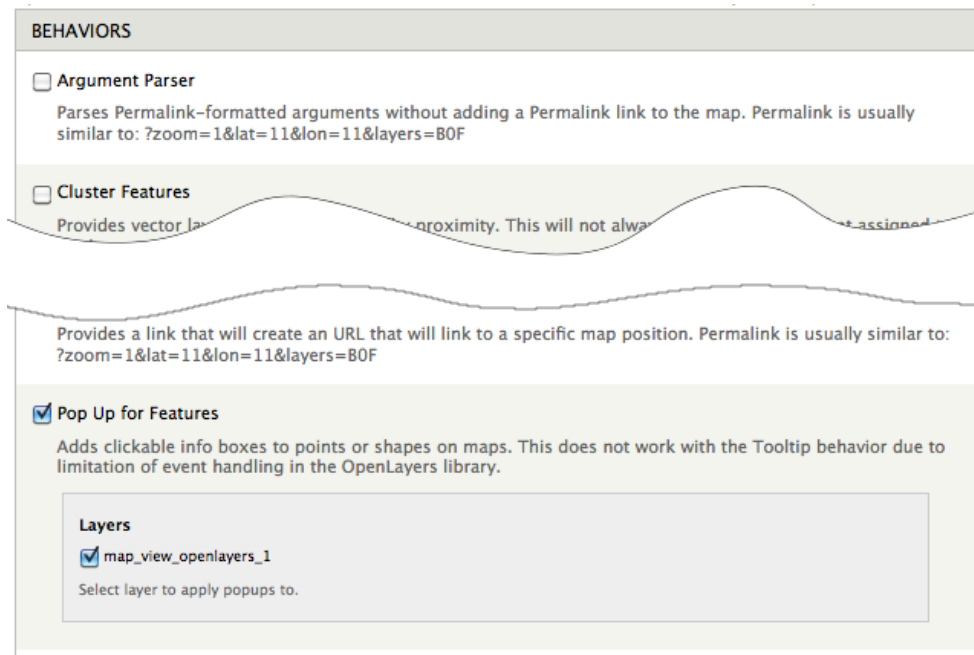 BEHAVIORS
Argument Parser
Parses Permalink-formatted arguments without adding a Permalink link to the map. Permalink is usually
similar to: ?zoom=1&lat=11&lon=11&layers=B0F
Cluster Features
Provides vector proximity. This will not assigned
Provides a link that will create an URL that will link to a specific map position. Permalink is usually similar to:
?zoom=1&lat=11&lon=11&layers=B0F
Pop Up for Features
Adds clickable info boxes to points or shapes on maps. This does not work with the Tooltip behavior due to
limitation of event handling in the OpenLayers library.
Layers
map_view_openlayers_1
Select layer to apply popups to.